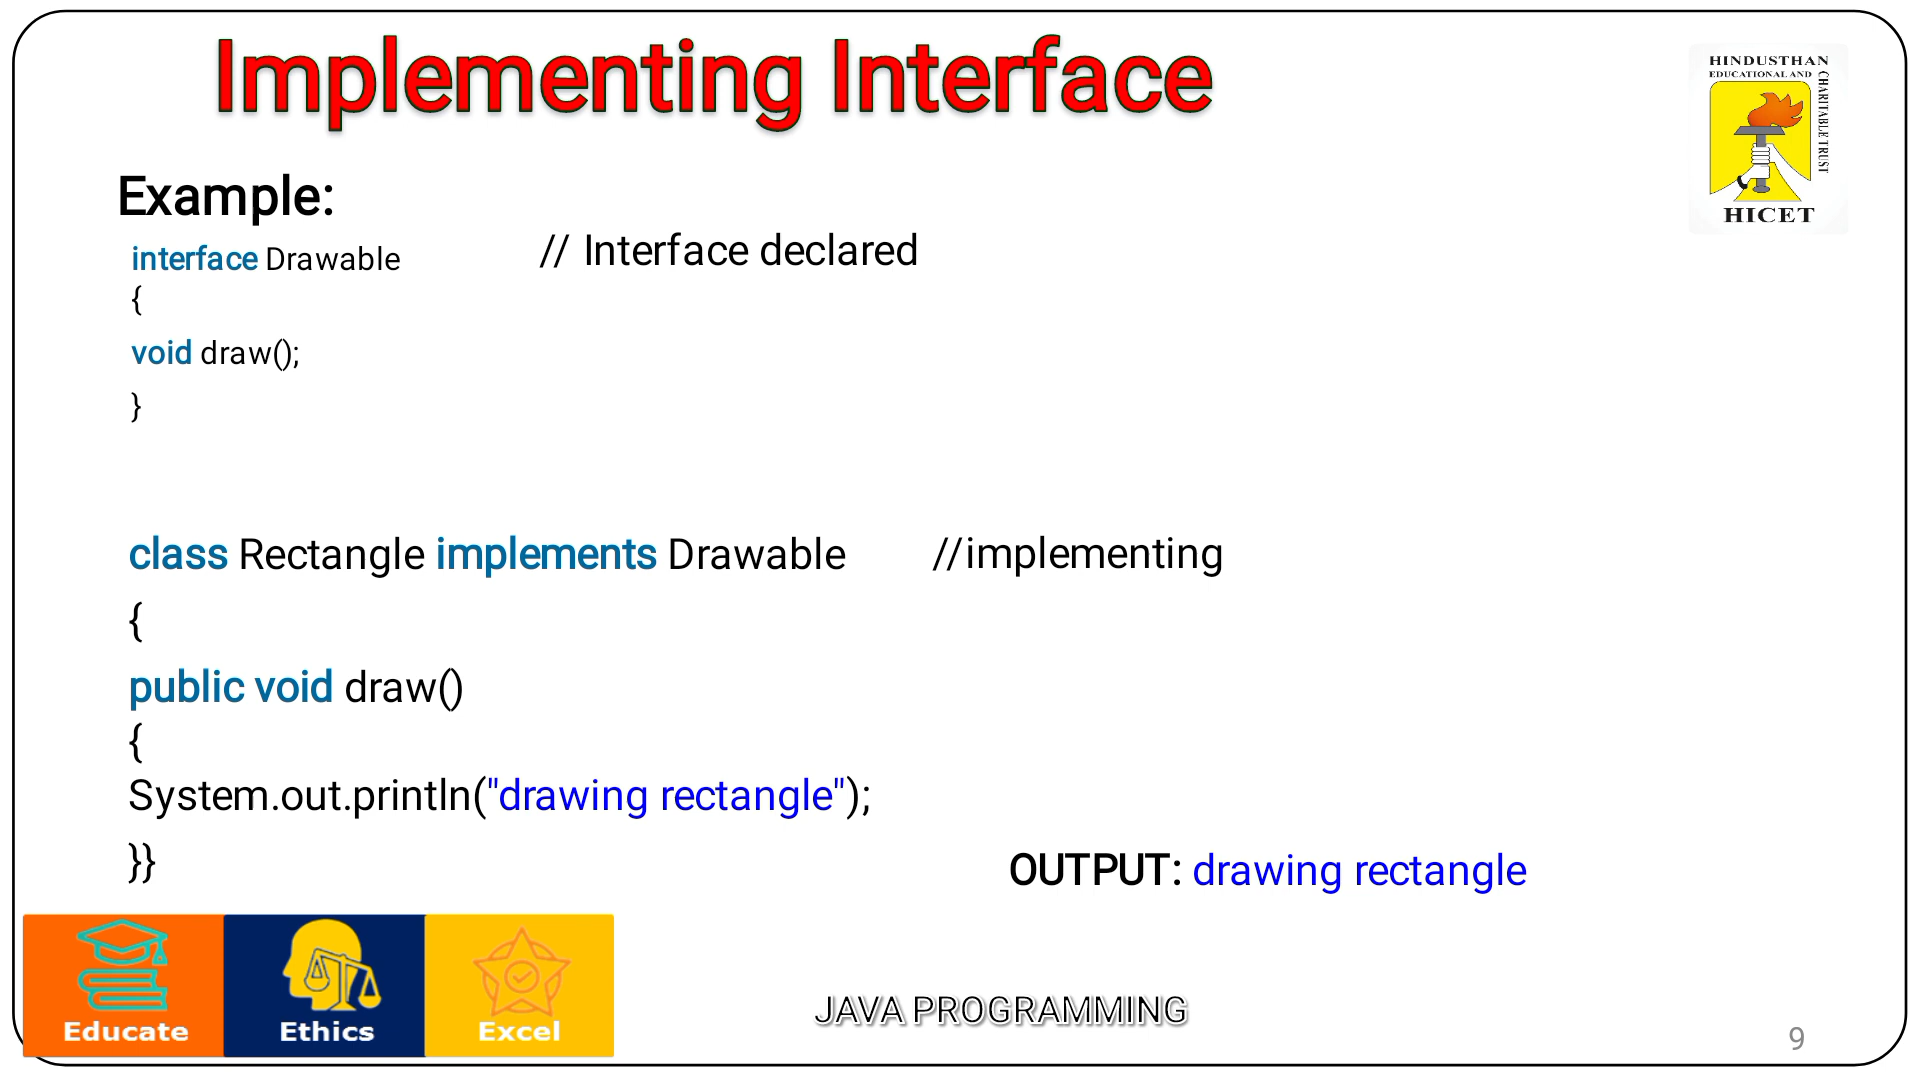 Implementing Interface
HINDUSTHAN
EDUCATIONAL AND
CHARITABLE TRUST
HICET
Example:
interface Drawable // Interface declared
{
void draw();
}
class Rectangle implements Drawable //implementing
{
public void draw()
{
System.out.println("drawing rectangle");
}}
OUTPUT: drawing rectangle
Educate Ethics Excel
JAVA PROGRAMMING
9